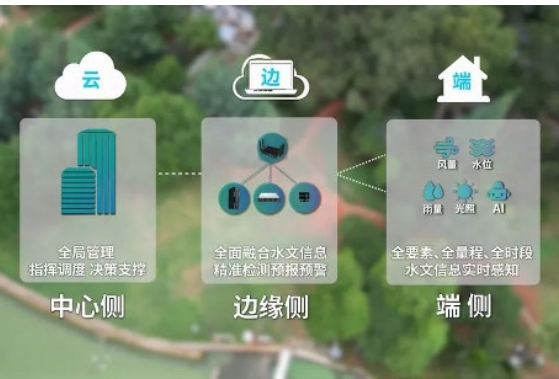 云
边
端
风量 水位
雨量 光照 AI
全局管理
指挥调度 决策支撑
全面融合水文信息
精准检测预报预警
全要素、全量程、全时段
水文信息实时感知
中心侧
边缘侧
端侧